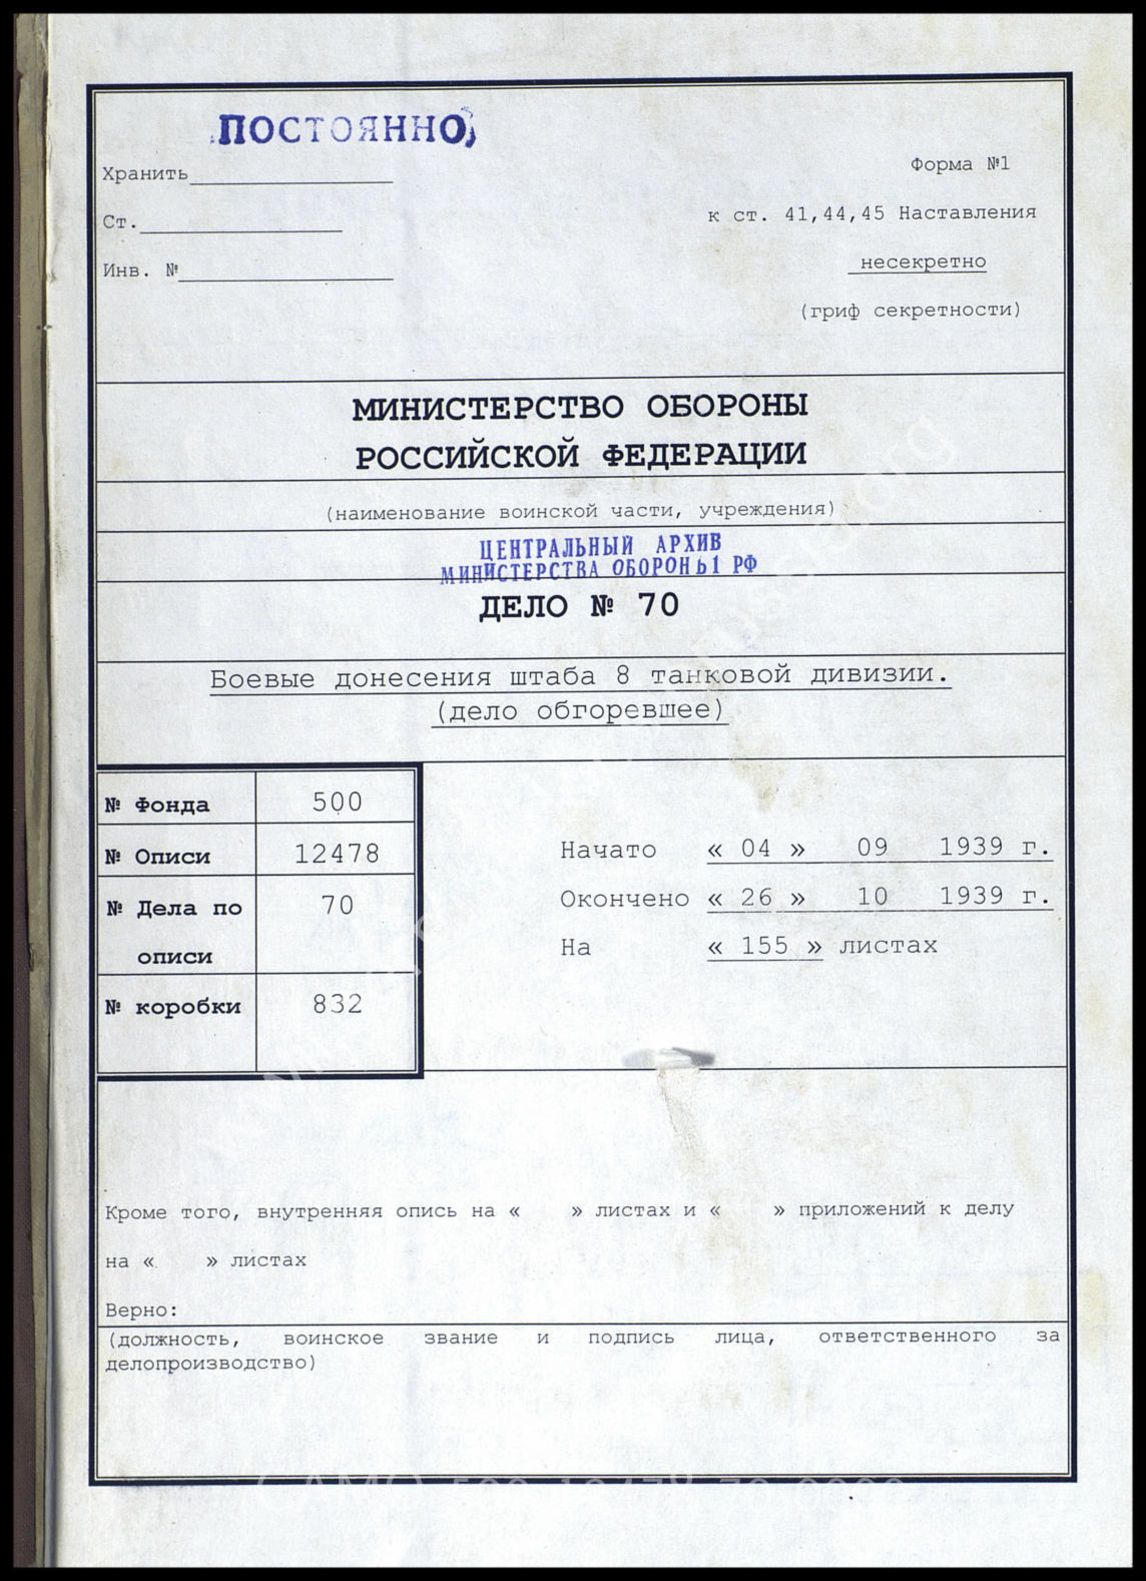 ПОСТОЯННО
Хранить
Форма №1
Ст.
к ст. 41,44,45 Наставления
Инв. №
несекретно
(гриф секретности)
МИНИСТЕРСТВО ОБОРОНЫ
РОССИЙСКОЙ ФЕДЕРАЦИИ
(наименование воинской части, учреждения)
ЦЕНТРАЛЬНЫЙ АРХИВ
МИНИСТЕРСТВА ОБОРОНЫ РФ
ДЕЛО № 70
Боевые донесения штаба 8 танковой дивизии.
(дело обгоревшее)
№ Фонда 500
№ Описи 12478
№ Дела по 70
описи
№ коробки 832
Начато « 04 » 09 1939 г.
Окончено « 26 » 10 1939 г.
На « 155 » листах
Кроме того, внутренняя опись на « » листах и « » приложений к делу
на « » листах
Верно:
(должность, воинское звание и подпись лица, ответственного за
делопроизводство)